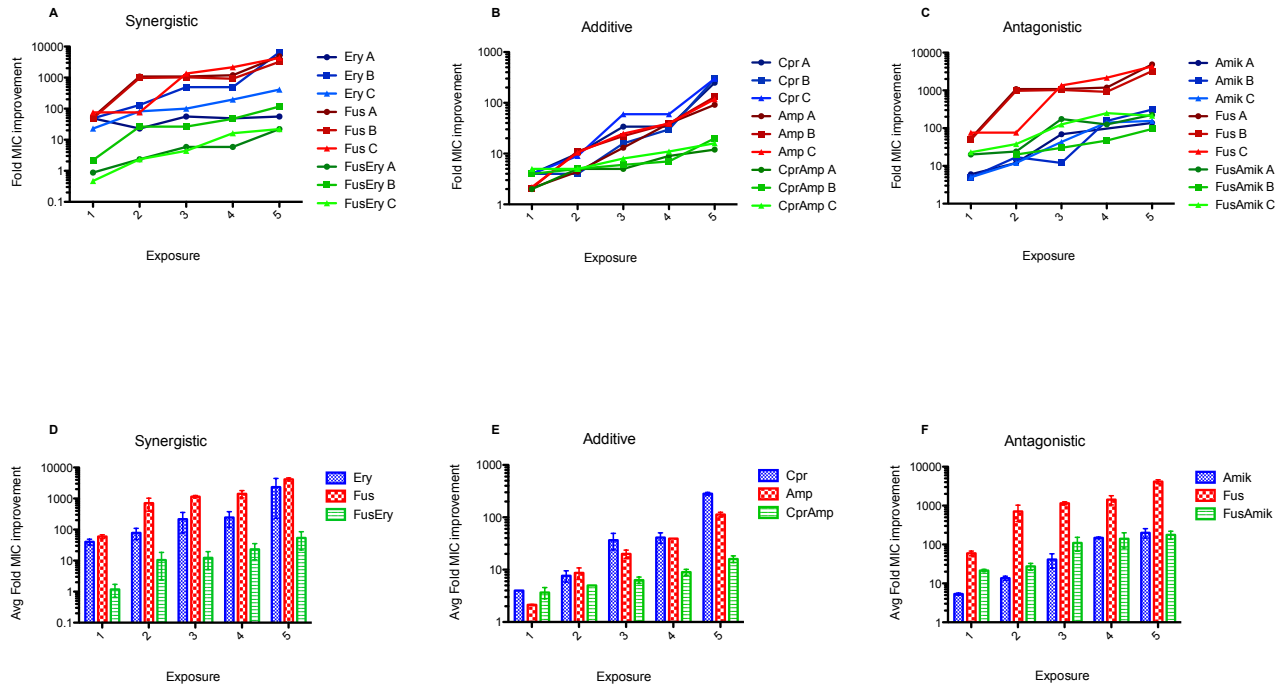 A
Synergistic
Fold MIC improvement
10000
1000
100
10
1
0.1
1
2
3
4
5
Exposure
Ery A
Ery B
Ery C
Fus A
Fus B
Fus C
FusEry A
FusEry B
FusEry C
B
Additive
Fold MIC improvement
1000
100
10
1
1
2
3
4
5
Exposure
Cpr A
Cpr B
Cpr C
Amp A
Amp B
Amp C
CprAmp A
CprAmp B
CprAmp C
C
Antagonistic
Fold MIC improvement
10000
1000
100
10
1
1
2
3
4
5
Exposure
Amik A
Amik B
Amik C
Fus A
Fus B
Fus C
FusAmik A
FusAmik B
FusAmik C
D
Synergistic
Avg Fold MIC improvement
10000
1000
100
10
1
0.1
1
2
3
4
5
Exposure
Ery
Fus
FusEry
E
Additive
Avg Fold MIC improvement
1000
100
10
1
1
2
3
4
5
Exposure
Cpr
Amp
CprAmp
F
Antagonistic
Avg Fold MIC improvement
10000
1000
100
10
1
1
2
3
4
5
Exposure
Amik
Fus
FusAmik